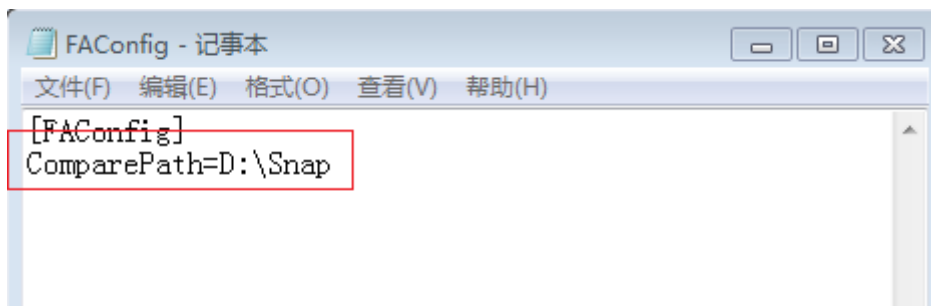 FAConfig - 记事本
文件(F) 编辑(E) 格式(O) 查看(V) 帮助(H)
[FAConfig]
ComparePath=D:\Snap